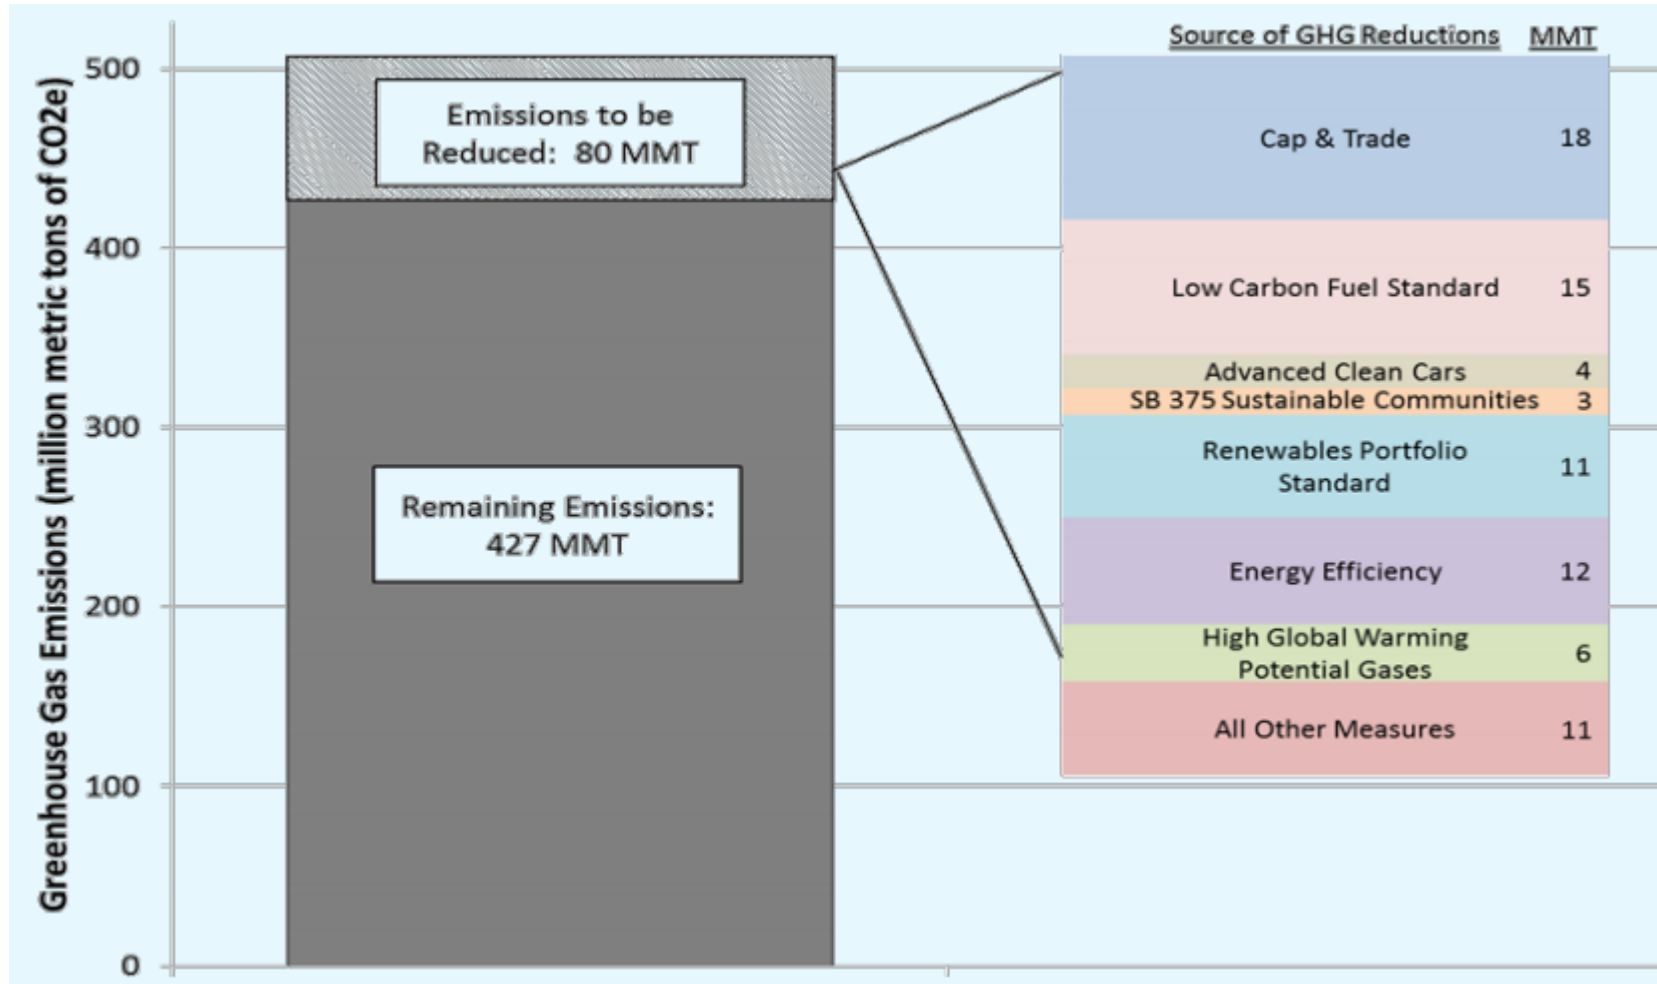 Greenhouse Gas Emissions (million metric tons of CO2e)
500
400
300
200
100
0
Emissions to be
Reduced: 80 MMT
Remaining Emissions:
427 MMT
Source of GHG Reductions MMT
Cap & Trade 18
Low Carbon Fuel Standard 15
Advanced Clean Cars 4
SB 375 Sustainable Communities 3
Renewables Portfolio
Standard 11
Energy Efficiency 12
High Global Warming
Potential Gases 6
All Other Measures 11